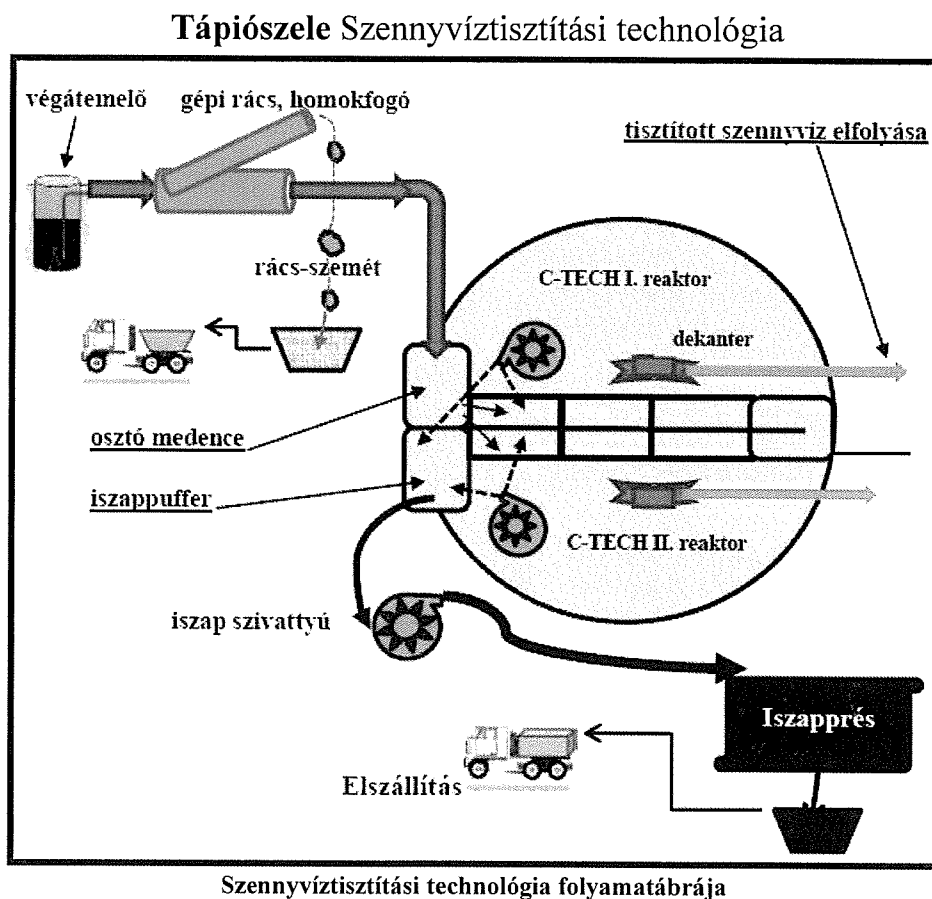 Tápiószele Szennyvíztisztítási technológia
végátemelő
gépi rács, homokfogó
tisztított szennyvíz elfolyása
rács-szemét
C-TECH I. reaktor
dekanter
osztó medence
iszappuffer
C-TECH II. reaktor
iszap szivattyú
Iszapprés
Elszállítás
Szennyvíztisztítási technológia folyamatábrája